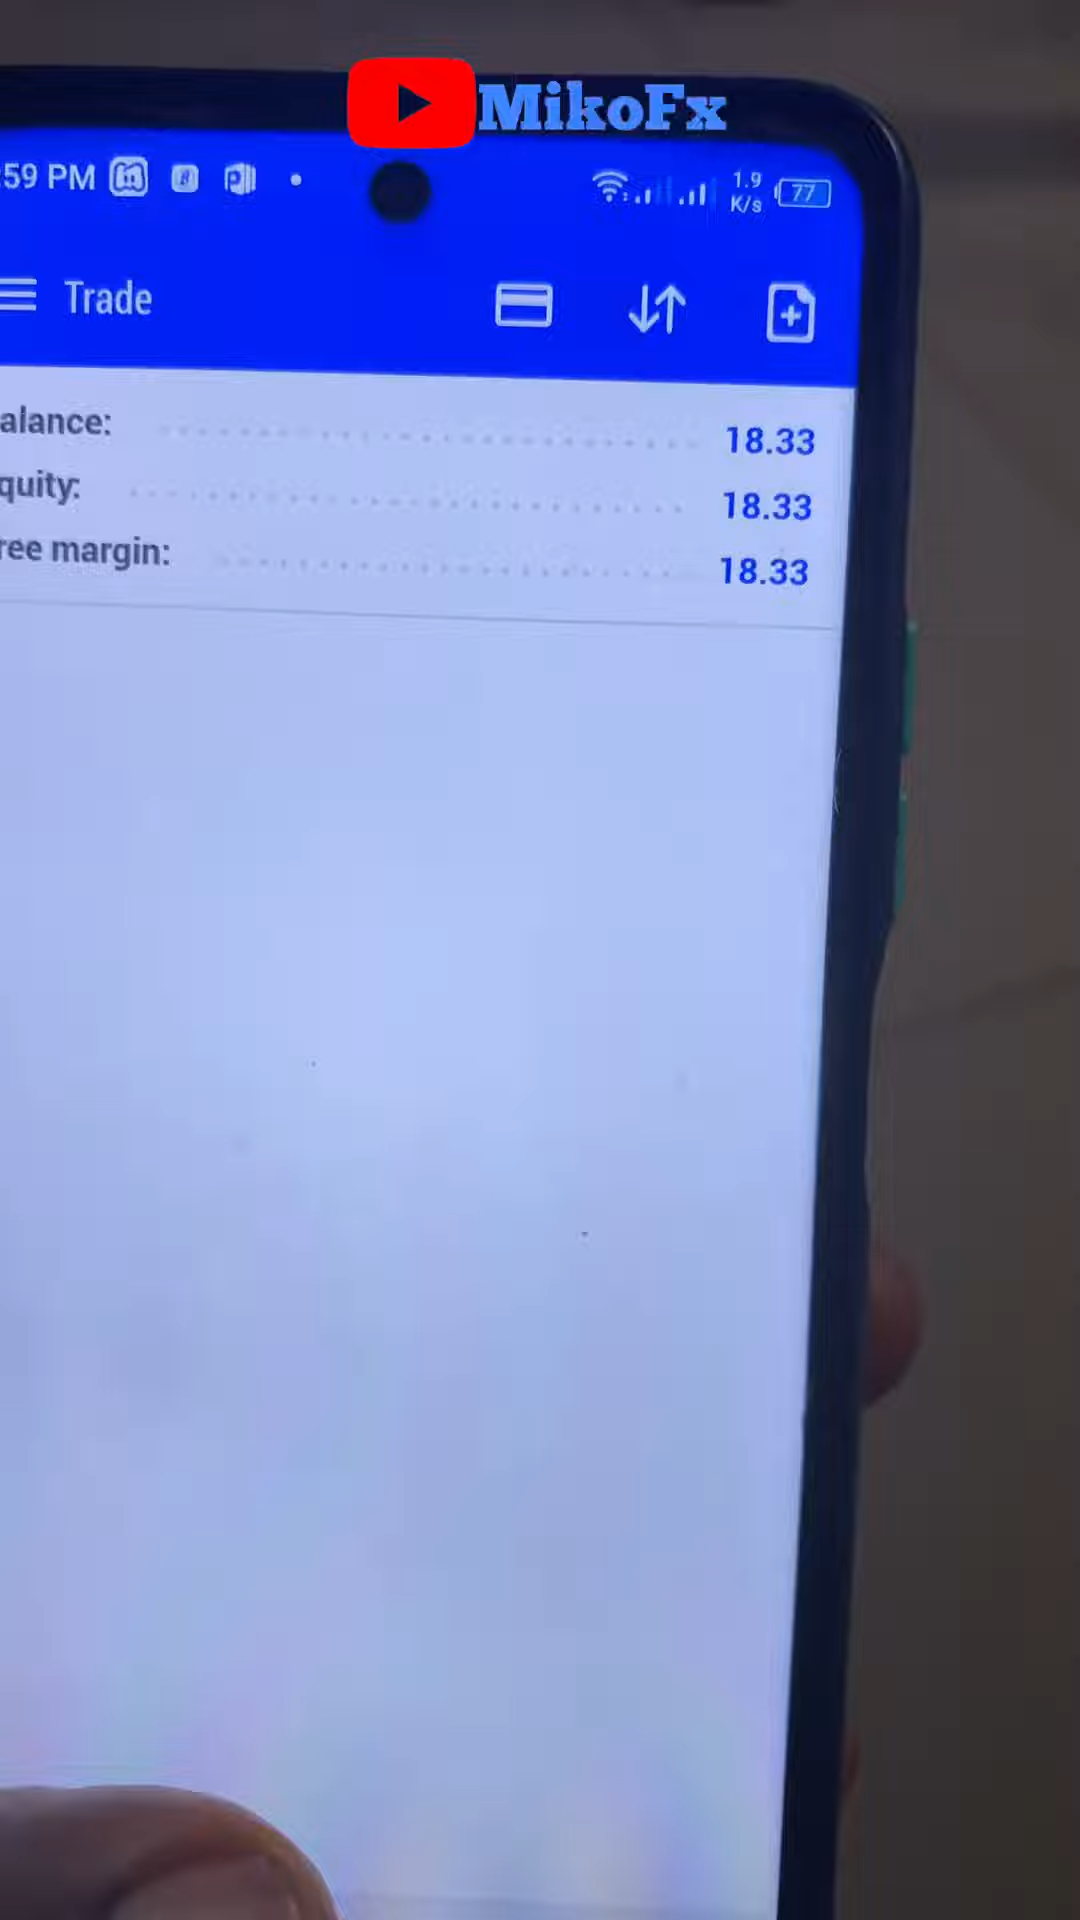 MikoFx
:59 PM
1.9
K/s
77
Trade
alance: 18.33
quity: 18.33
ree margin: 18.33